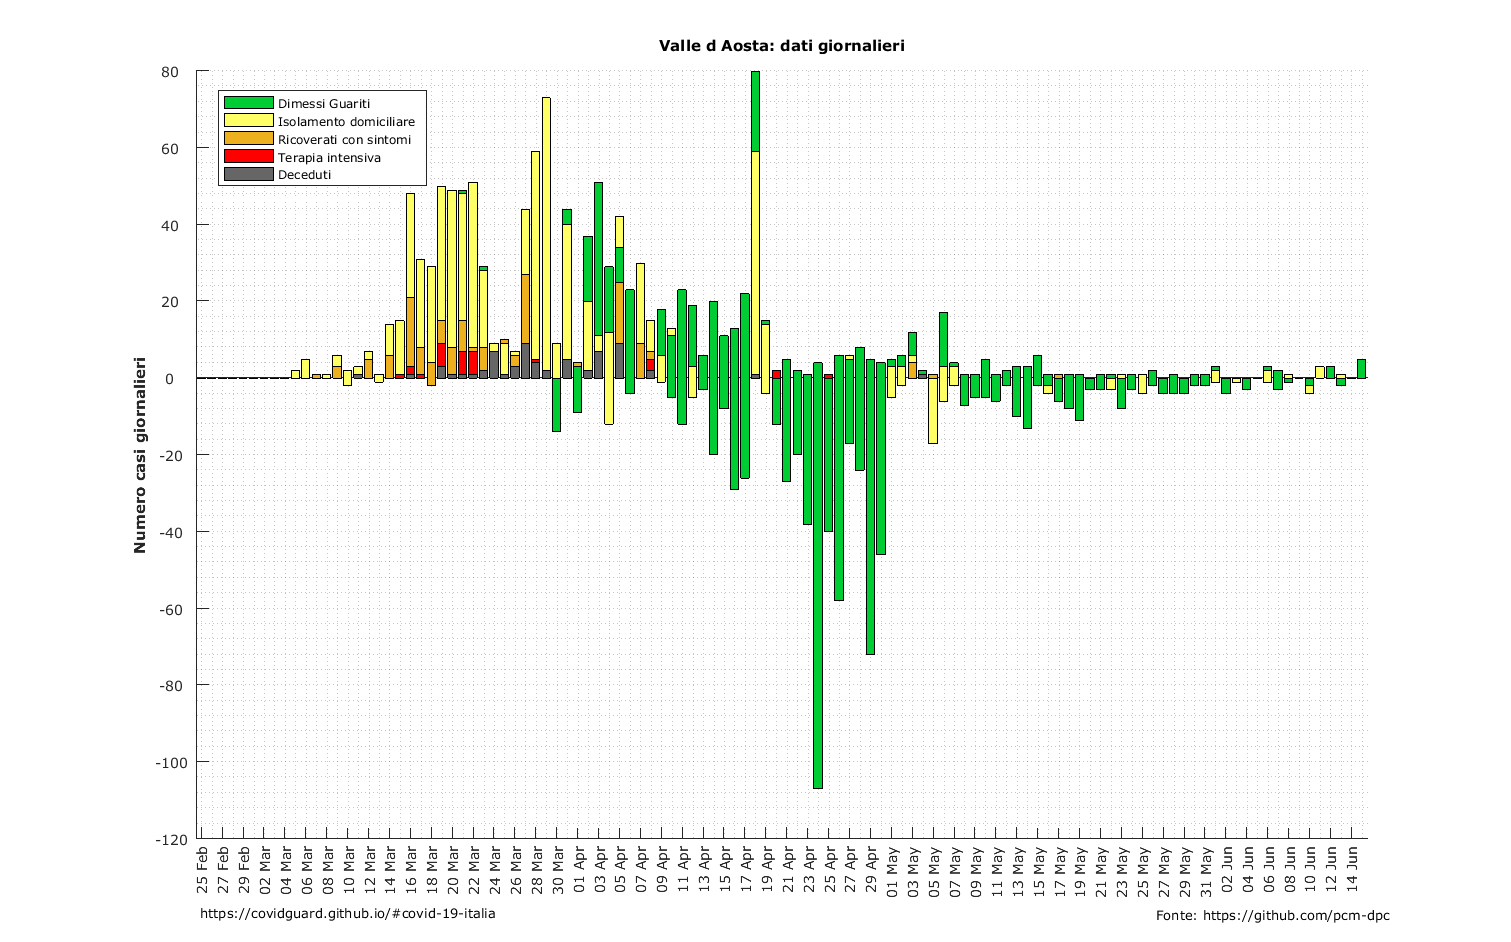 Valle d Aosta: dati giornalieri
80
60
40
20
0
-20
-40
-60
-80
-100
-120
Numero casi giornalieri
Dimessi Guariti
Isolamento domiciliare
Ricoverati con sintomi
Terapia intensiva
Deceduti
25 Feb
27 Feb
29 Feb
02 Mar
04 Mar
06 Mar
08 Mar
10 Mar
12 Mar
14 Mar
16 Mar
18 Mar
20 Mar
22 Mar
24 Mar
26 Mar
28 Mar
30 Mar
01 Apr
03 Apr
05 Apr
07 Apr
09 Apr
11 Apr
13 Apr
15 Apr
17 Apr
19 Apr
21 Apr
23 Apr
25 Apr
27 Apr
29 Apr
01 May
03 May
05 May
07 May
09 May
11 May
13 May
15 May
17 May
19 May
21 May
23 May
25 May
27 May
29 May
31 May
02 Jun
04 Jun
06 Jun
08 Jun
10 Jun
12 Jun
14 Jun
https://covidguard.github.io/#covid-19-italia
Fonte: https://github.com/pcm-dpc